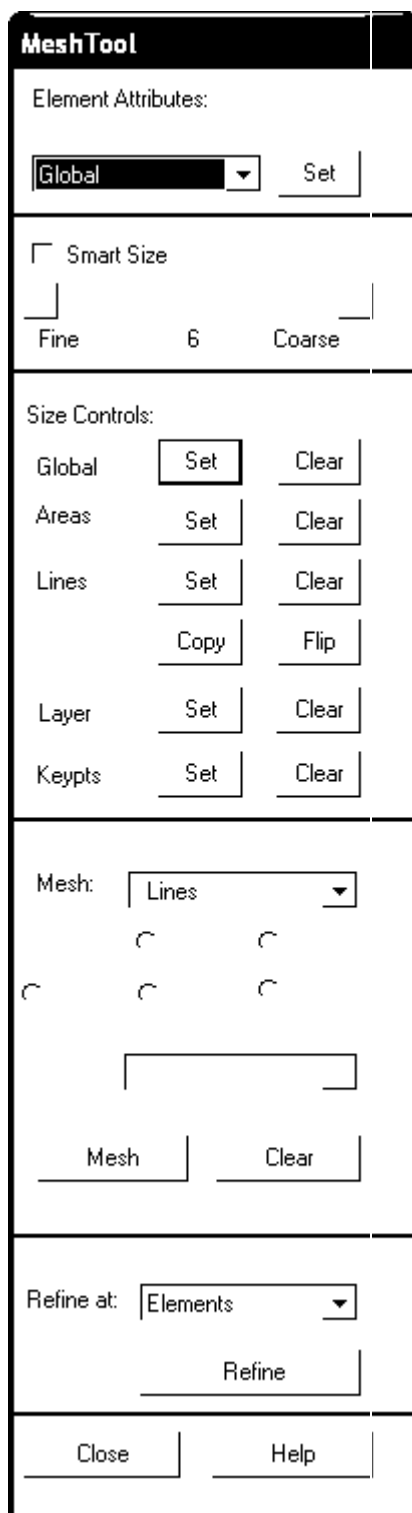 MeshTool
Element Attributes:
Global Set
Smart Size
Fine 6 Coarse
Size Controls:
Global Set Clear
Areas Set Clear
Lines Set Clear
Copy Flip
Layer Set Clear
Keypts Set Clear
Mesh: Lines
Mesh Clear
Refine at: Elements
Refine
Close Help